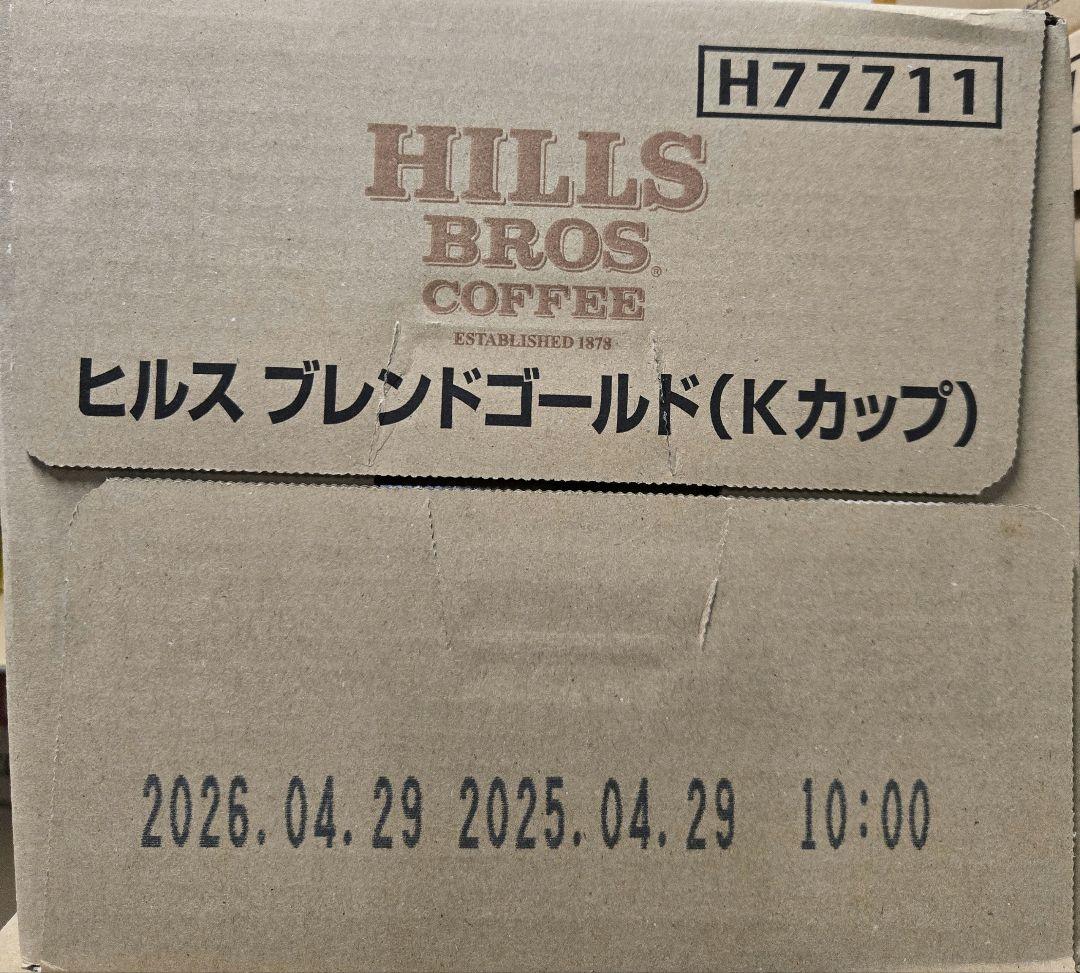 H77711
HILLS
BROS®
COFFEE
ESTABLISHED 1878
ヒルス ブレンドゴールド(Kカップ)
2026.04.29 2025.04.29 10:00